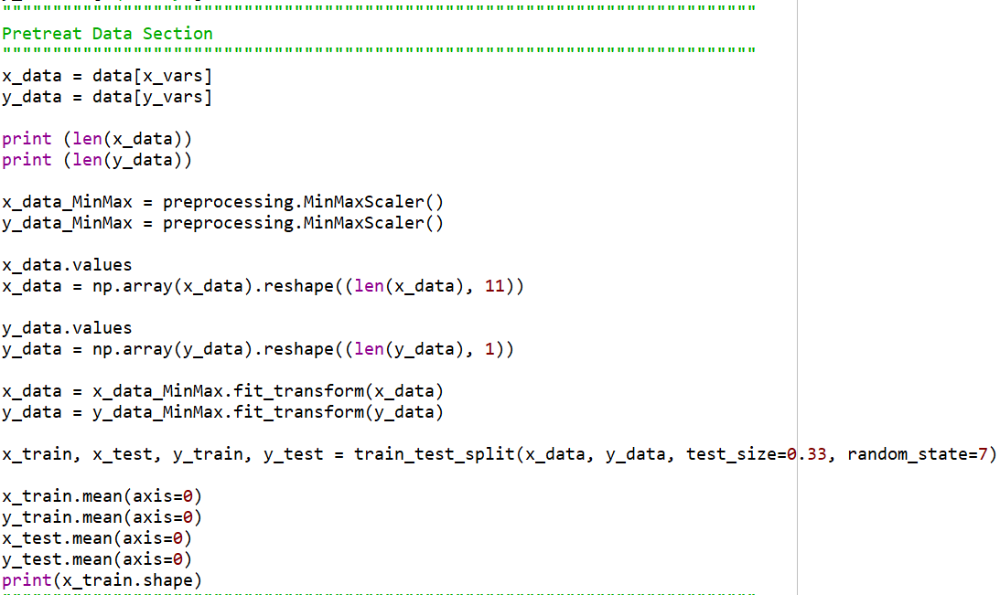 """""""""""""""""""""""""""""""""""""""""""""""""""""""""""""""""""""""""""
Pretreat Data Section
"""""""""""""""""""""""""""""""""""""""""""""""""""""""""""""""""""""""""""
x_data = data[x_vars]
y_data = data[y_vars]
print (len(x_data))
print (len(y_data))
x_data_MinMax = preprocessing.MinMaxScaler()
y_data_MinMax = preprocessing.MinMaxScaler()
x_data.values
x_data = np.array(x_data).reshape((len(x_data), 11))
y_data.values
y_data = np.array(y_data).reshape((len(y_data), 1))
x_data = x_data_MinMax.fit_transform(x_data)
y_data = y_data_MinMax.fit_transform(y_data)
x_train, x_test, y_train, y_test = train_test_split(x_data, y_data, test_size=0.33, random_state=7)
x_train.mean(axis=0)
y_train.mean(axis=0)
x_test.mean(axis=0)
y_test.mean(axis=0)
print(x_train.shape)